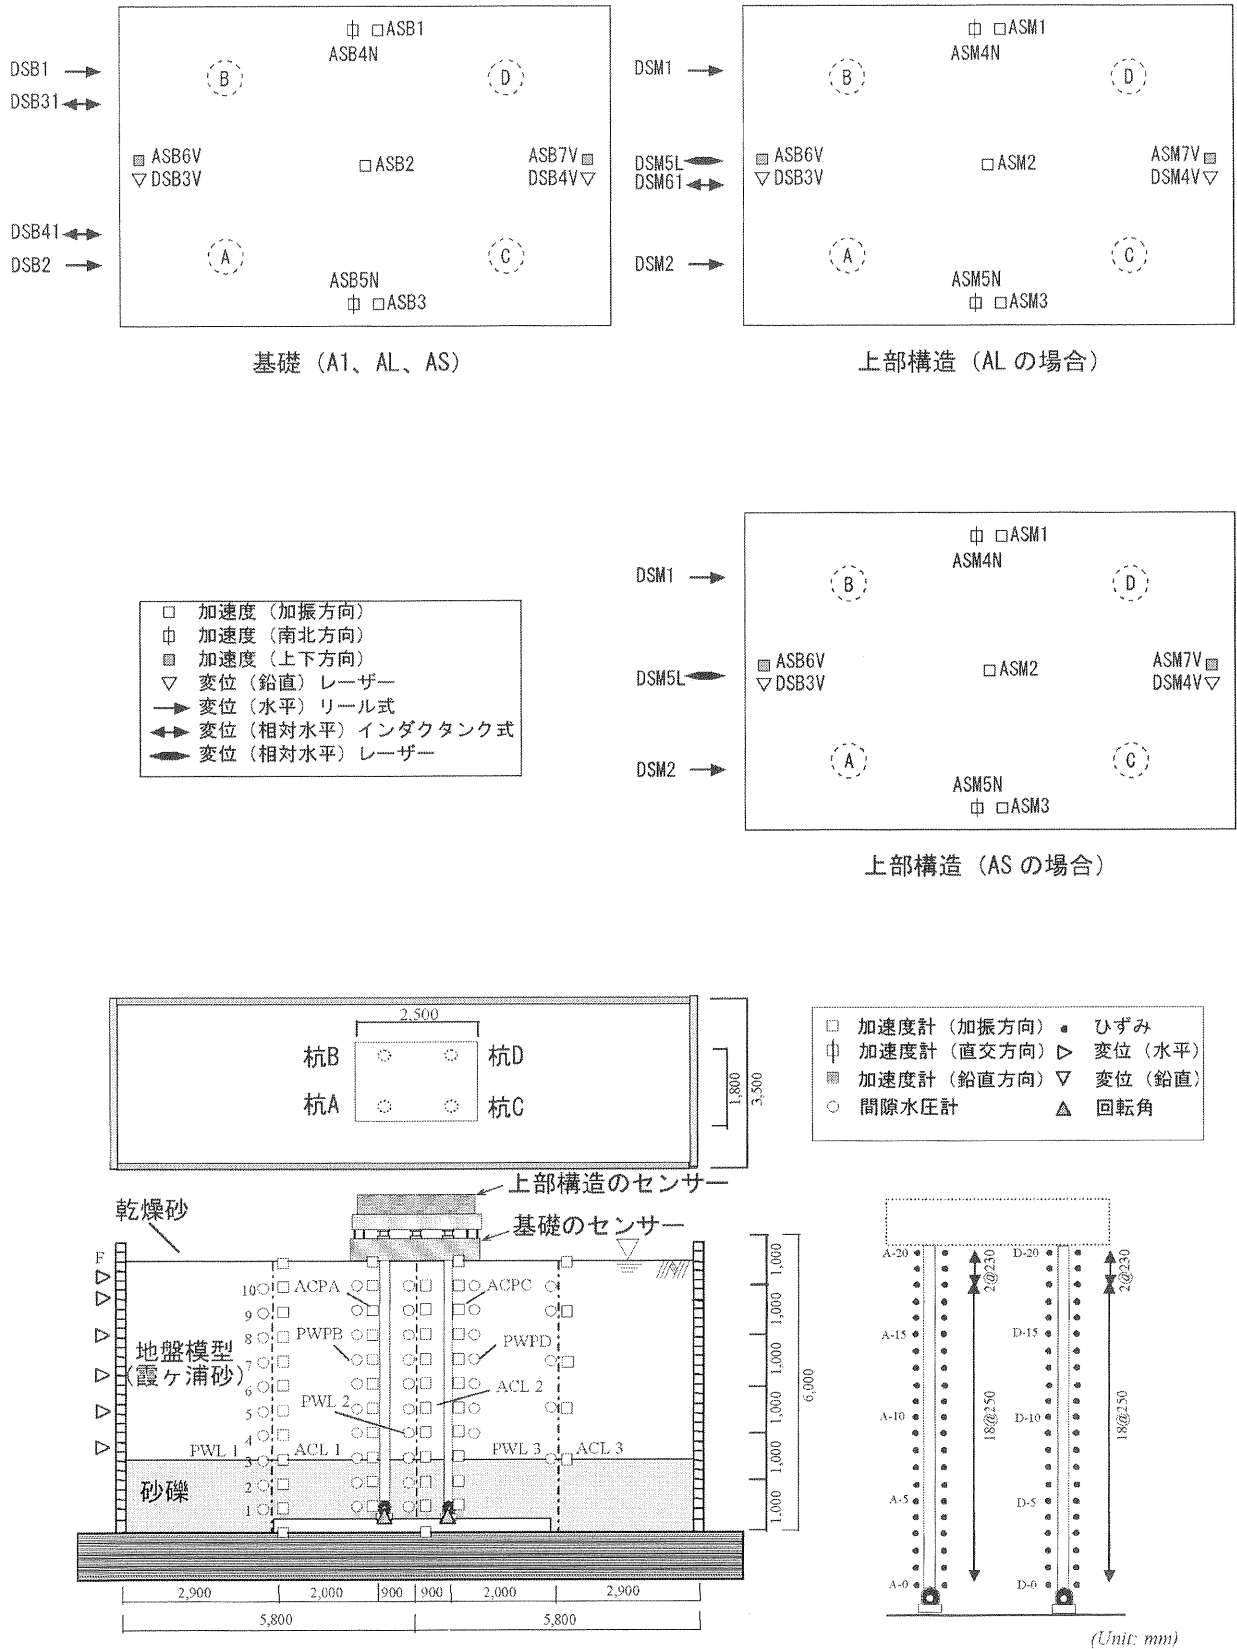 ASB1
ASB4N
DSB1
DSB31
B
D
ASB6V
DSB3V
ASB2
ASB7V
DSB4V
DSB41
DSB2
A
C
ASB5N
ASB3
基礎（A1、AL、AS）
ASM1
ASM4N
DSM1
B
D
DSM5L
DSM61
ASB6V
DSB3V
ASM2
ASM7V
DSM4V
DSM2
A
C
ASM5N
ASM3
上部構造（AL の場合）
加速度（加振方向）
加速度（南北方向）
加速度（上下方向）
変位（鉛直）レーザー
変位（水平）リール式
変位（相対水平）インダクタンク式
変位（相対水平）レーザー
ASM1
ASM4N
DSM1
B
D
DSM5L
ASB6V
DSB3V
ASM2
ASM7V
DSM4V
DSM2
A
C
ASM5N
ASM3
上部構造（AS の場合）
2,500
杭B
杭D
杭A
杭C
1,800
3,500
加速度計（加振方向）
ひずみ
加速度計（直交方向）
変位（水平）
加速度計（鉛直方向）
変位（鉛直）
間隙水圧計
回転角
上部構造のセンサー
基礎のセンサー
乾燥砂
F
10
9
8
7
6
5
4
3
2
1
ACPA
ACPC
PWPB
PWPD
地盤模型
(霞ヶ浦砂)
PWL 2
ACL 2
PWL 1
ACL 1
PWL 3
ACL 3
砂礫
1,000
1,000
1,000
1,000
1,000
1,000
6,000
2,900
2,000
900
900
2,000
2,900
5,800
5,800
A-20
D-20
2@230
A-15
D-15
A-10
D-10
A-5
D-5
A-0
D-0
2@230
18@250
18@250
(Unit: mm)